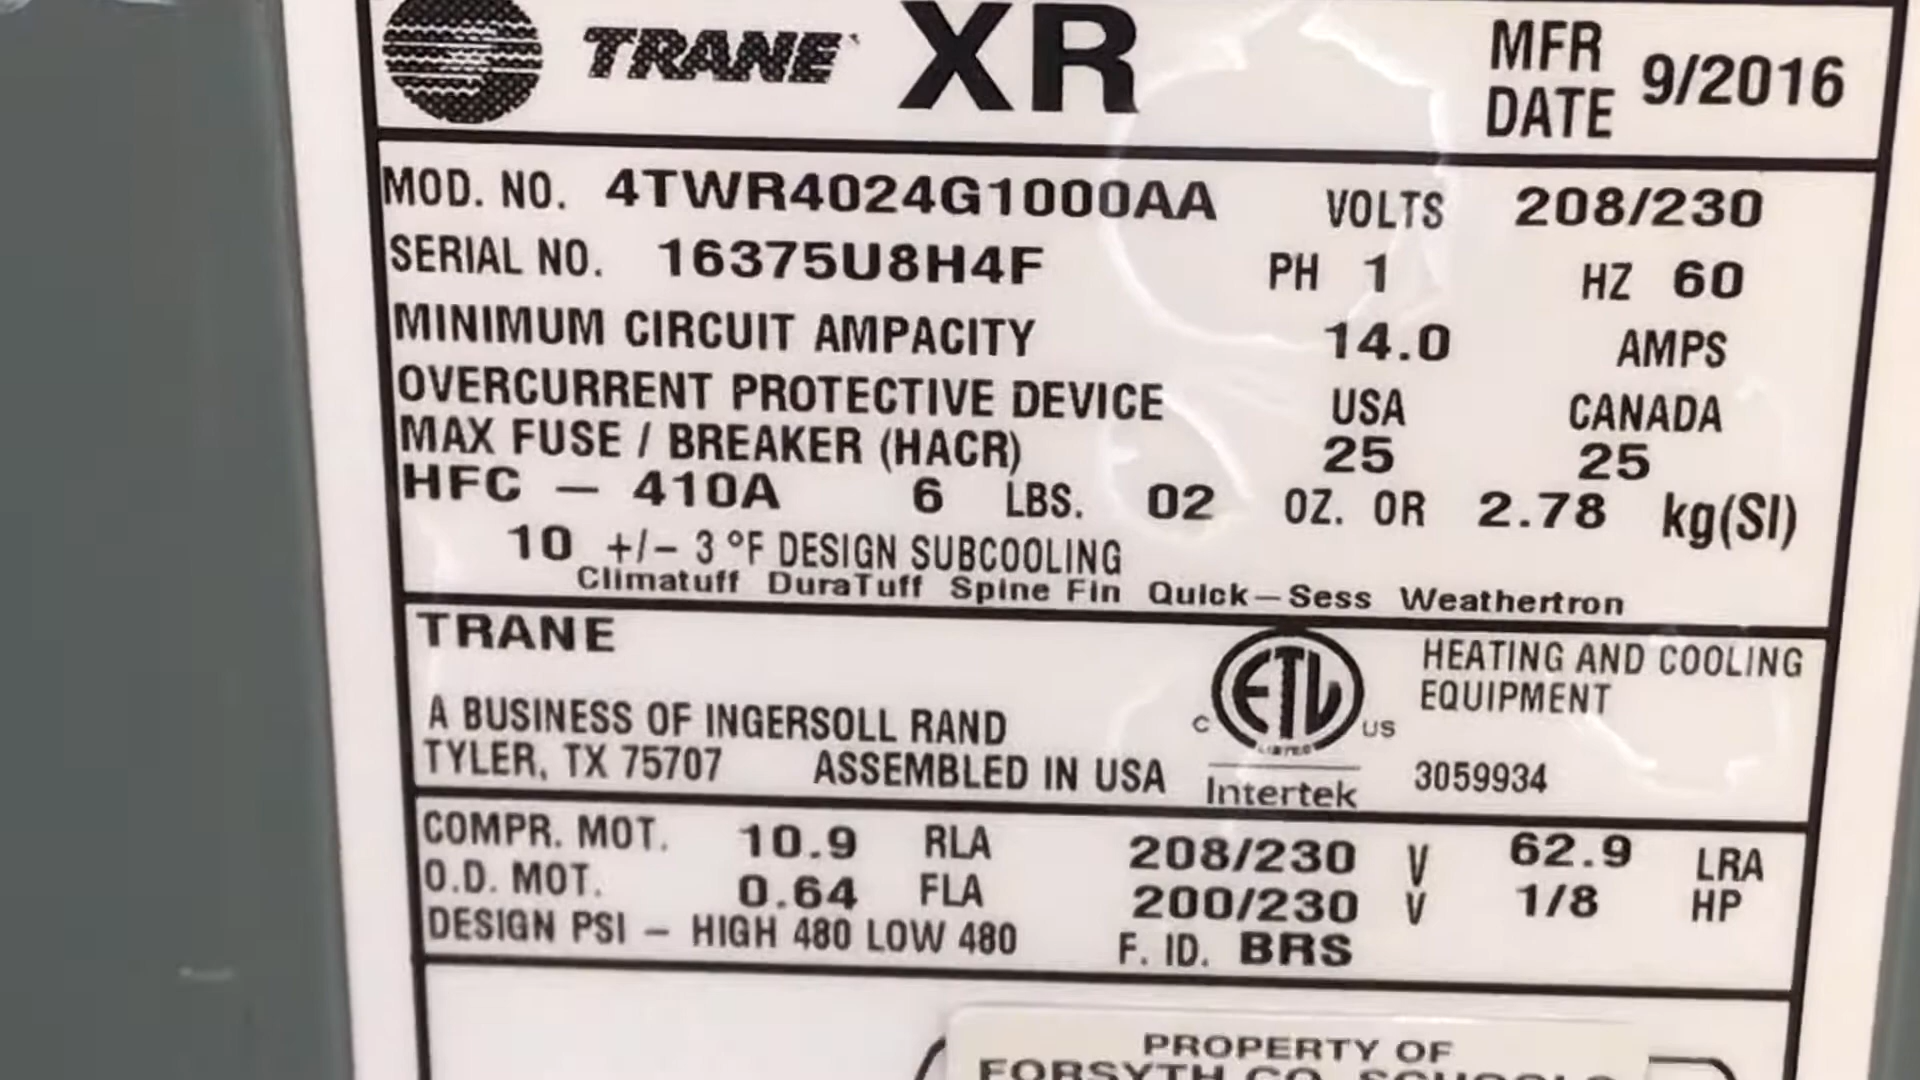 TRANE XR MFR DATE 9/2016
MOD. NO. 4TWR4024G1000AA VOLTS 208/230
SERIAL NO. 16375U8H4F PH 1 HZ 60
MINIMUM CIRCUIT AMPACITY 14.0 AMPS
OVERCURRENT PROTECTIVE DEVICE USA CANADA
MAX FUSE / BREAKER (HACR) 25 25
HFC — 410A 6 LBS. 02 OZ. OR 2.78 kg(SI)
10 +/− 3 °F DESIGN SUBCOOLING
Climatuff DuraTuff Spine Fin Quick—Sess Weathertron
TRANE
A BUSINESS OF INGERSOLL RAND
TYLER, TX 75707 ASSEMBLED IN USA
C ETL US
LISTED
Intertek
HEATING AND COOLING
EQUIPMENT
3059934
COMPR. MOT. 10.9 RLA 208/230 V 62.9 LRA
O.D. MOT. 0.64 FLA 200/230 V 1/8 HP
DESIGN PSI — HIGH 480 LOW 480 F. ID. BRS
PROPERTY OF
FORSYTH CO. SCHOOLS